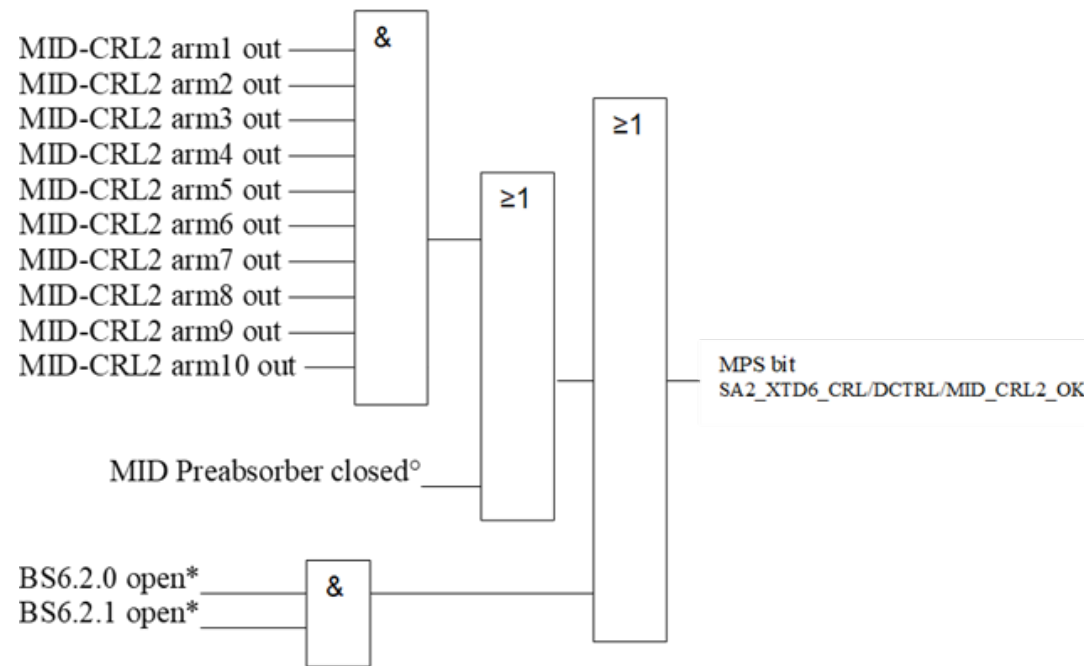 &
MID-CRL2 arm1 out
MID-CRL2 arm2 out
MID-CRL2 arm3 out
MID-CRL2 arm4 out
MID-CRL2 arm5 out
MID-CRL2 arm6 out
MID-CRL2 arm7 out
MID-CRL2 arm8 out
MID-CRL2 arm9 out
MID-CRL2 arm10 out
≥1
≥1
MPS bit
SA2_XTD6_CRL/DCTRL/MID_CRL2_OK
MID Preabsorber closed°
BS6.2.0 open*
BS6.2.1 open*
&